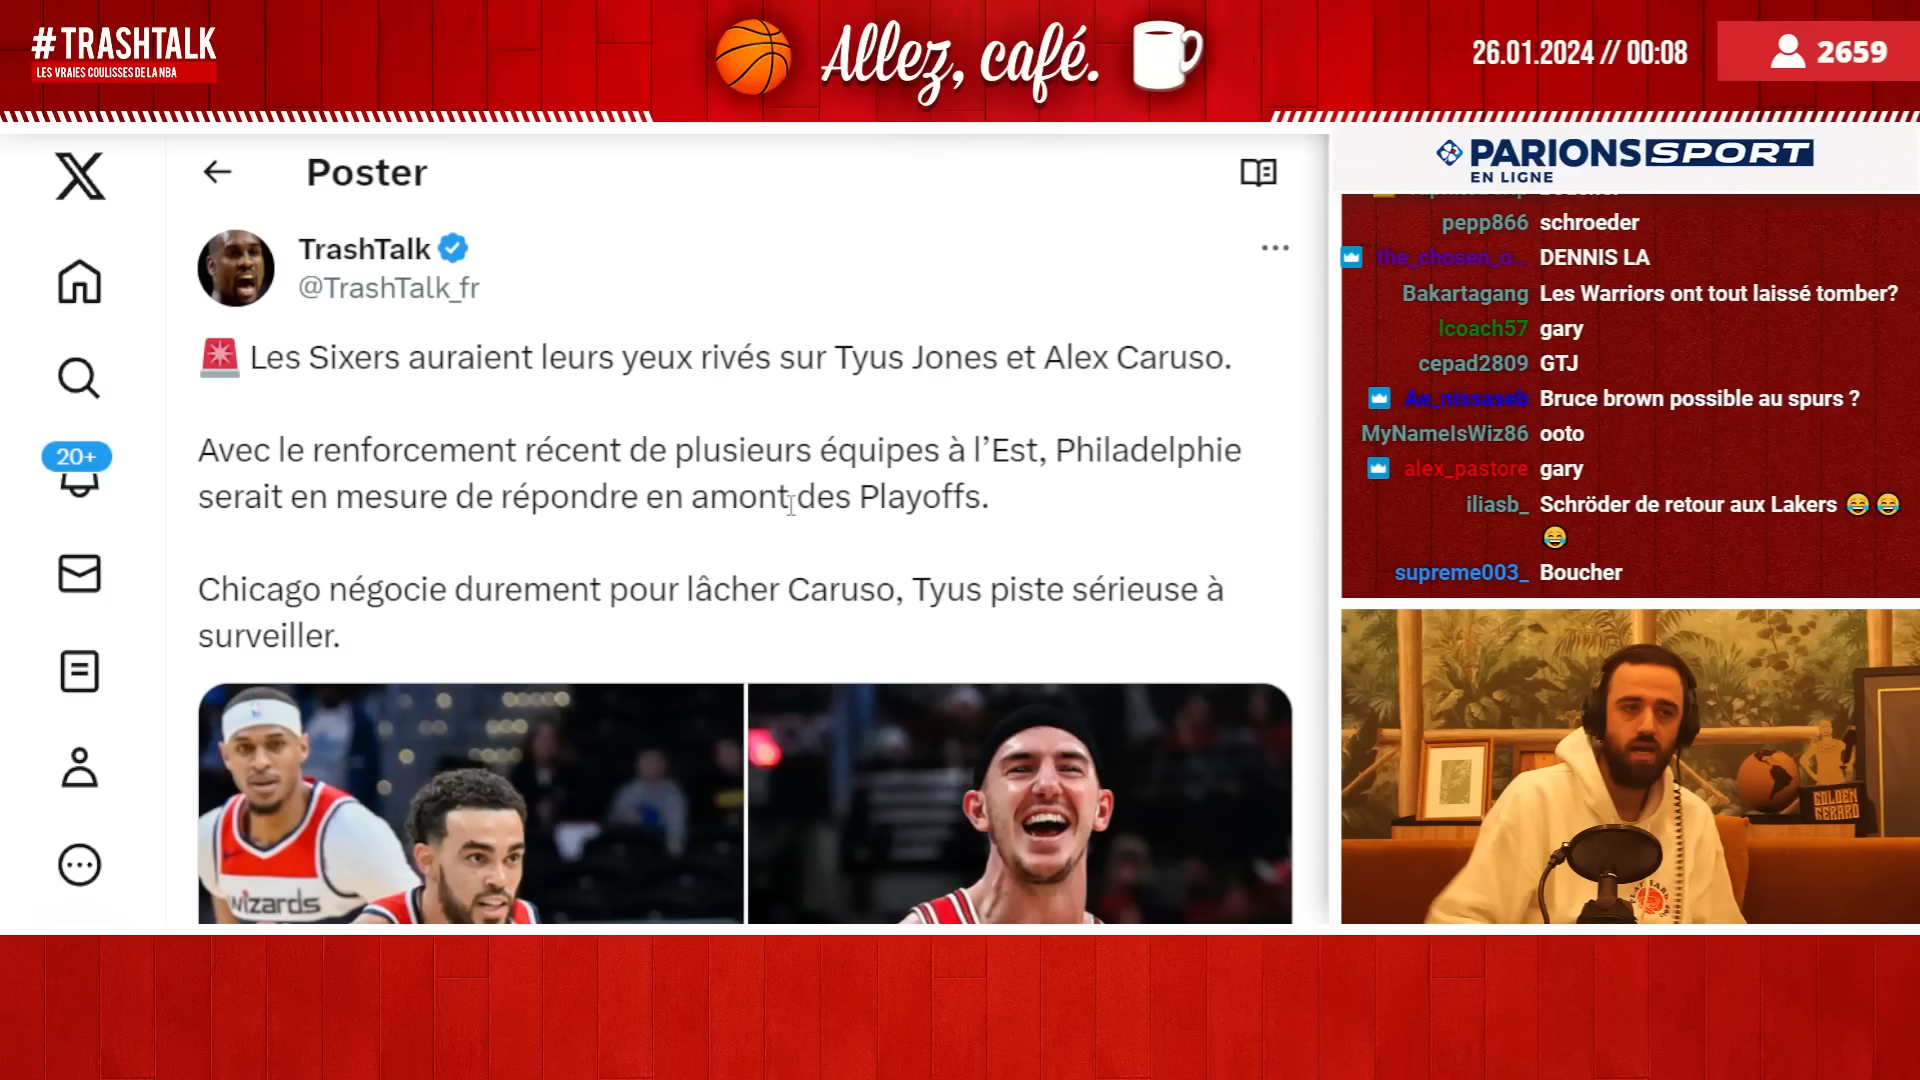 #TRASHTALK
LES VRAIES COULISSES DE LA NBA
Allez, café.
26.01.2024 // 00:08
2659
Poster
TrashTalk
@TrashTalk_fr
Les Sixers auraient leurs yeux rivés sur Tyus Jones et Alex Caruso.
Avec le renforcement récent de plusieurs équipes à l’Est, Philadelphie
serait en mesure de répondre en amont des Playoffs.
Chicago négocie durement pour lâcher Caruso, Tyus piste sérieuse à
surveiller.
20+
wizards
PARIONS SPORT
EN LIGNE
pepp866 schroeder
the_chosen_o... DENNIS LA
Bakartagang Les Warriors ont tout laissé tomber?
lcoach57 gary
cepad2809 GTJ
Ae_nissaseb Bruce brown possible au spurs ?
MyNameIsWiz86 ooto
alex_pastore gary
iliasb_ Schröder de retour aux Lakers 😂 😂
😂
supreme003_ Boucher
GOLDEN
GERARD